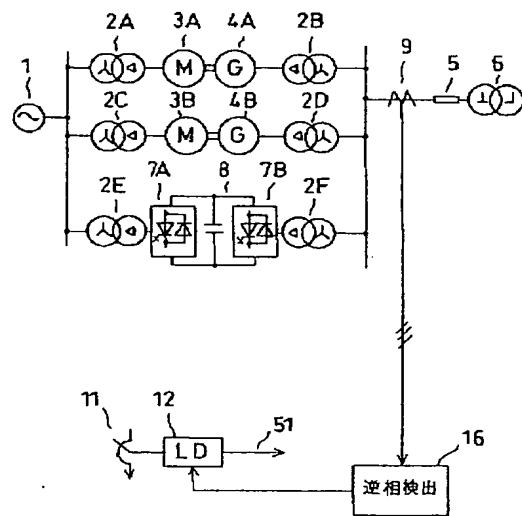 2A 3A 4A 2B
1 9 5 6
M G
2C 3B 4B 2D
M G
2E 7A 8 7B 2F
11 12 51 16
LD
逆相検出